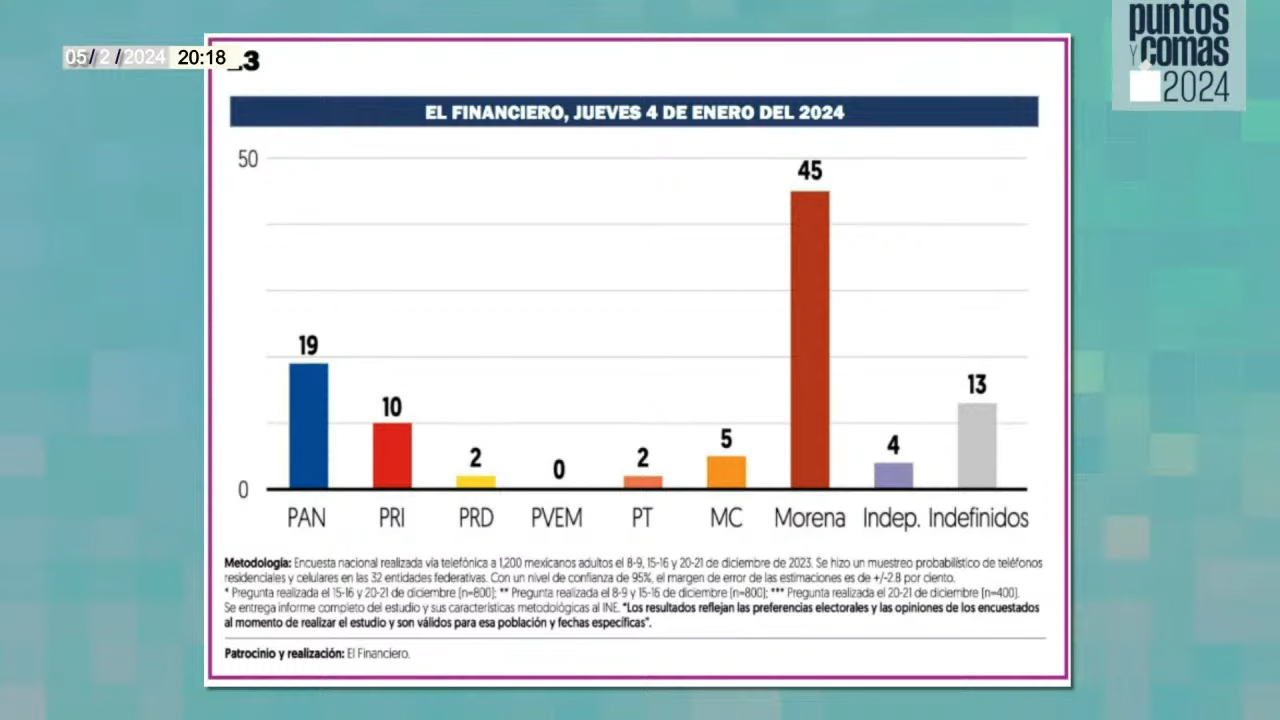 puntos
Y comas
2024
05/ 2 /2024 20:18
.3
EL FINANCIERO, JUEVES 4 DE ENERO DEL 2024
50
45
19
10
2
0
2
5
4
13
0
PAN PRI PRD PVEM PT MC Morena Indep. Indefinidos
Metodología: Encuesta nacional realizada vía telefónica a 1,200 mexicanos adultos el 8-9, 15-16 y 20-21 de diciembre de 2023. Se hizo un muestreo probabilístico de teléfonos
residenciales y celulares en las 32 entidades federativas. Con un nivel de confianza de 95%, el margen de error de las estimaciones es de +/-2.8 por ciento.
* Pregunta realizada el 15-16 y 20-21 de diciembre (n=800); ** Pregunta realizada el 8-9 y 15-16 de diciembre (n=800); *** Pregunta realizada el 20-21 de diciembre (n=400).
Se entrega informe completo del estudio y sus características metodológicas al INE. "Los resultados reflejan las preferencias electorales y las opiniones de los encuestados
al momento de realizar el estudio y son válidos para esa población y fechas específicas".
Patrocinio y realización: El Financiero.